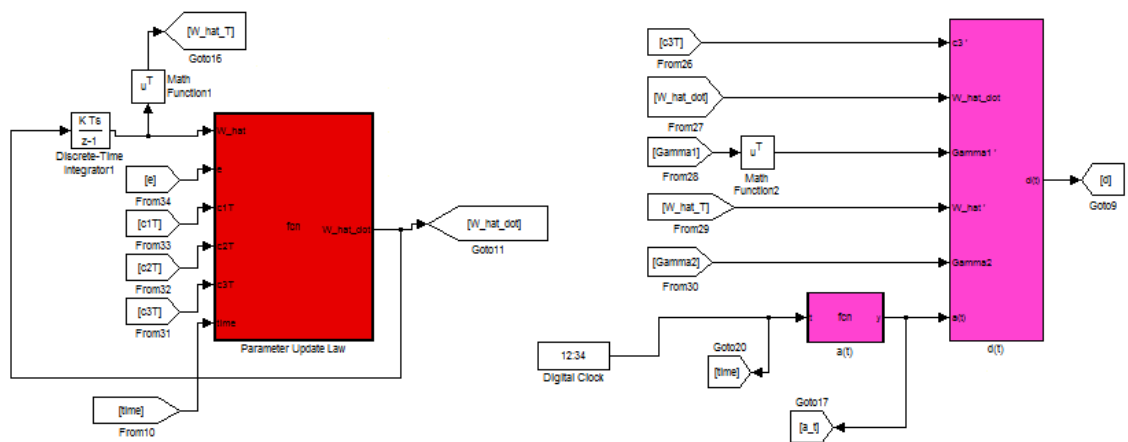 [W_hat_T]
Goto16
u^T
Math
Function1
K Ts
z-1
Discrete-Time
Integrator1
W_hat
[e]
From34
e
[c1T]
From33
c1T
[c2T]
From32
c2T
[c3T]
From31
c3T
time
fcn
W_hat_dot
Parameter Update Law
[W_hat_dot]
Goto11
[time]
From10
[c3T]
From26
c3 '
[W_hat_dot]
From27
W_hat_dot
[Gamma1]
From28
u^T
Math
Function2
Gamma1 '
[W_hat_T]
From29
W_hat '
[Gamma2]
From30
Gamma2
a(t)
d(t)
d(t)
[d]
Goto9
12:34
Digital Clock
t
fcn
y
a(t)
Goto20
[time]
Goto17
[a_t]